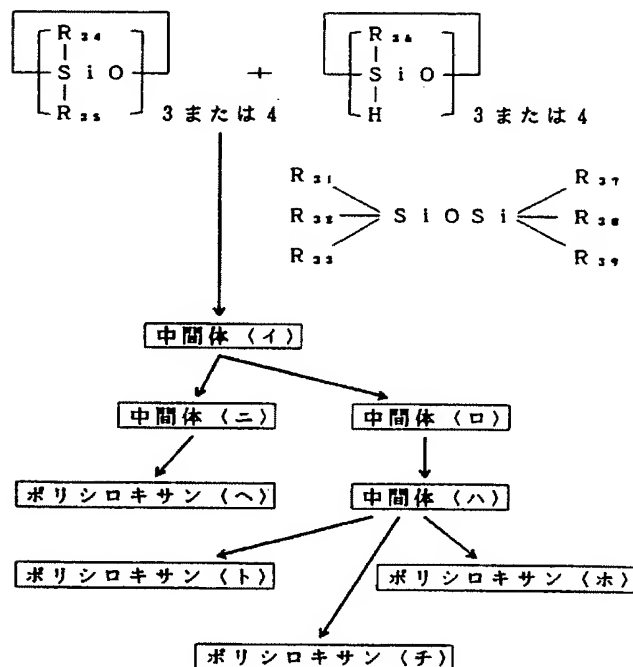 R₃₄ R₃₆
S i O + S i O
R₃₅ H
3 または 4 3 または 4
R₃₁ R₃₇
R₃₂ S i O S i R₃₈
R₃₃ R₃₉
中間体〈イ〉
中間体〈ニ〉 中間体〈ロ〉
ポリシロキサン〈ヘ〉 中間体〈ハ〉
ポリシロキサン〈ト〉 ポリシロキサン〈ホ〉
ポリシロキサン〈チ〉